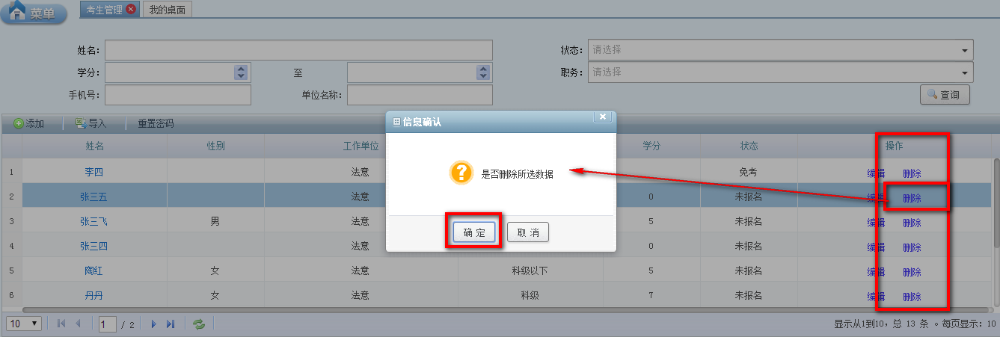 菜单 考生管理 我的桌面
姓名： 状态： 请选择
学分： 至 职务： 请选择
手机号： 单位名称： 查询
添加 导入 重置密码
信息确认
是否删除所选数据
确 定 取 消
姓名 性别 工作单位 学分 状态 操作
1 李四 法意 免考 编辑 删除
2 张三五 法意 0 未报名 编辑 删除
3 张三飞 男 法意 5 未报名 编辑 删除
4 张三四 法意 0 未报名 编辑 删除
5 陶红 女 法意 科级以下 5 未报名 编辑 删除
6 丹丹 女 法意 科级 7 未报名 编辑 删除
10 1 / 2 显示从1到10，总 13 条 。每页显示：10